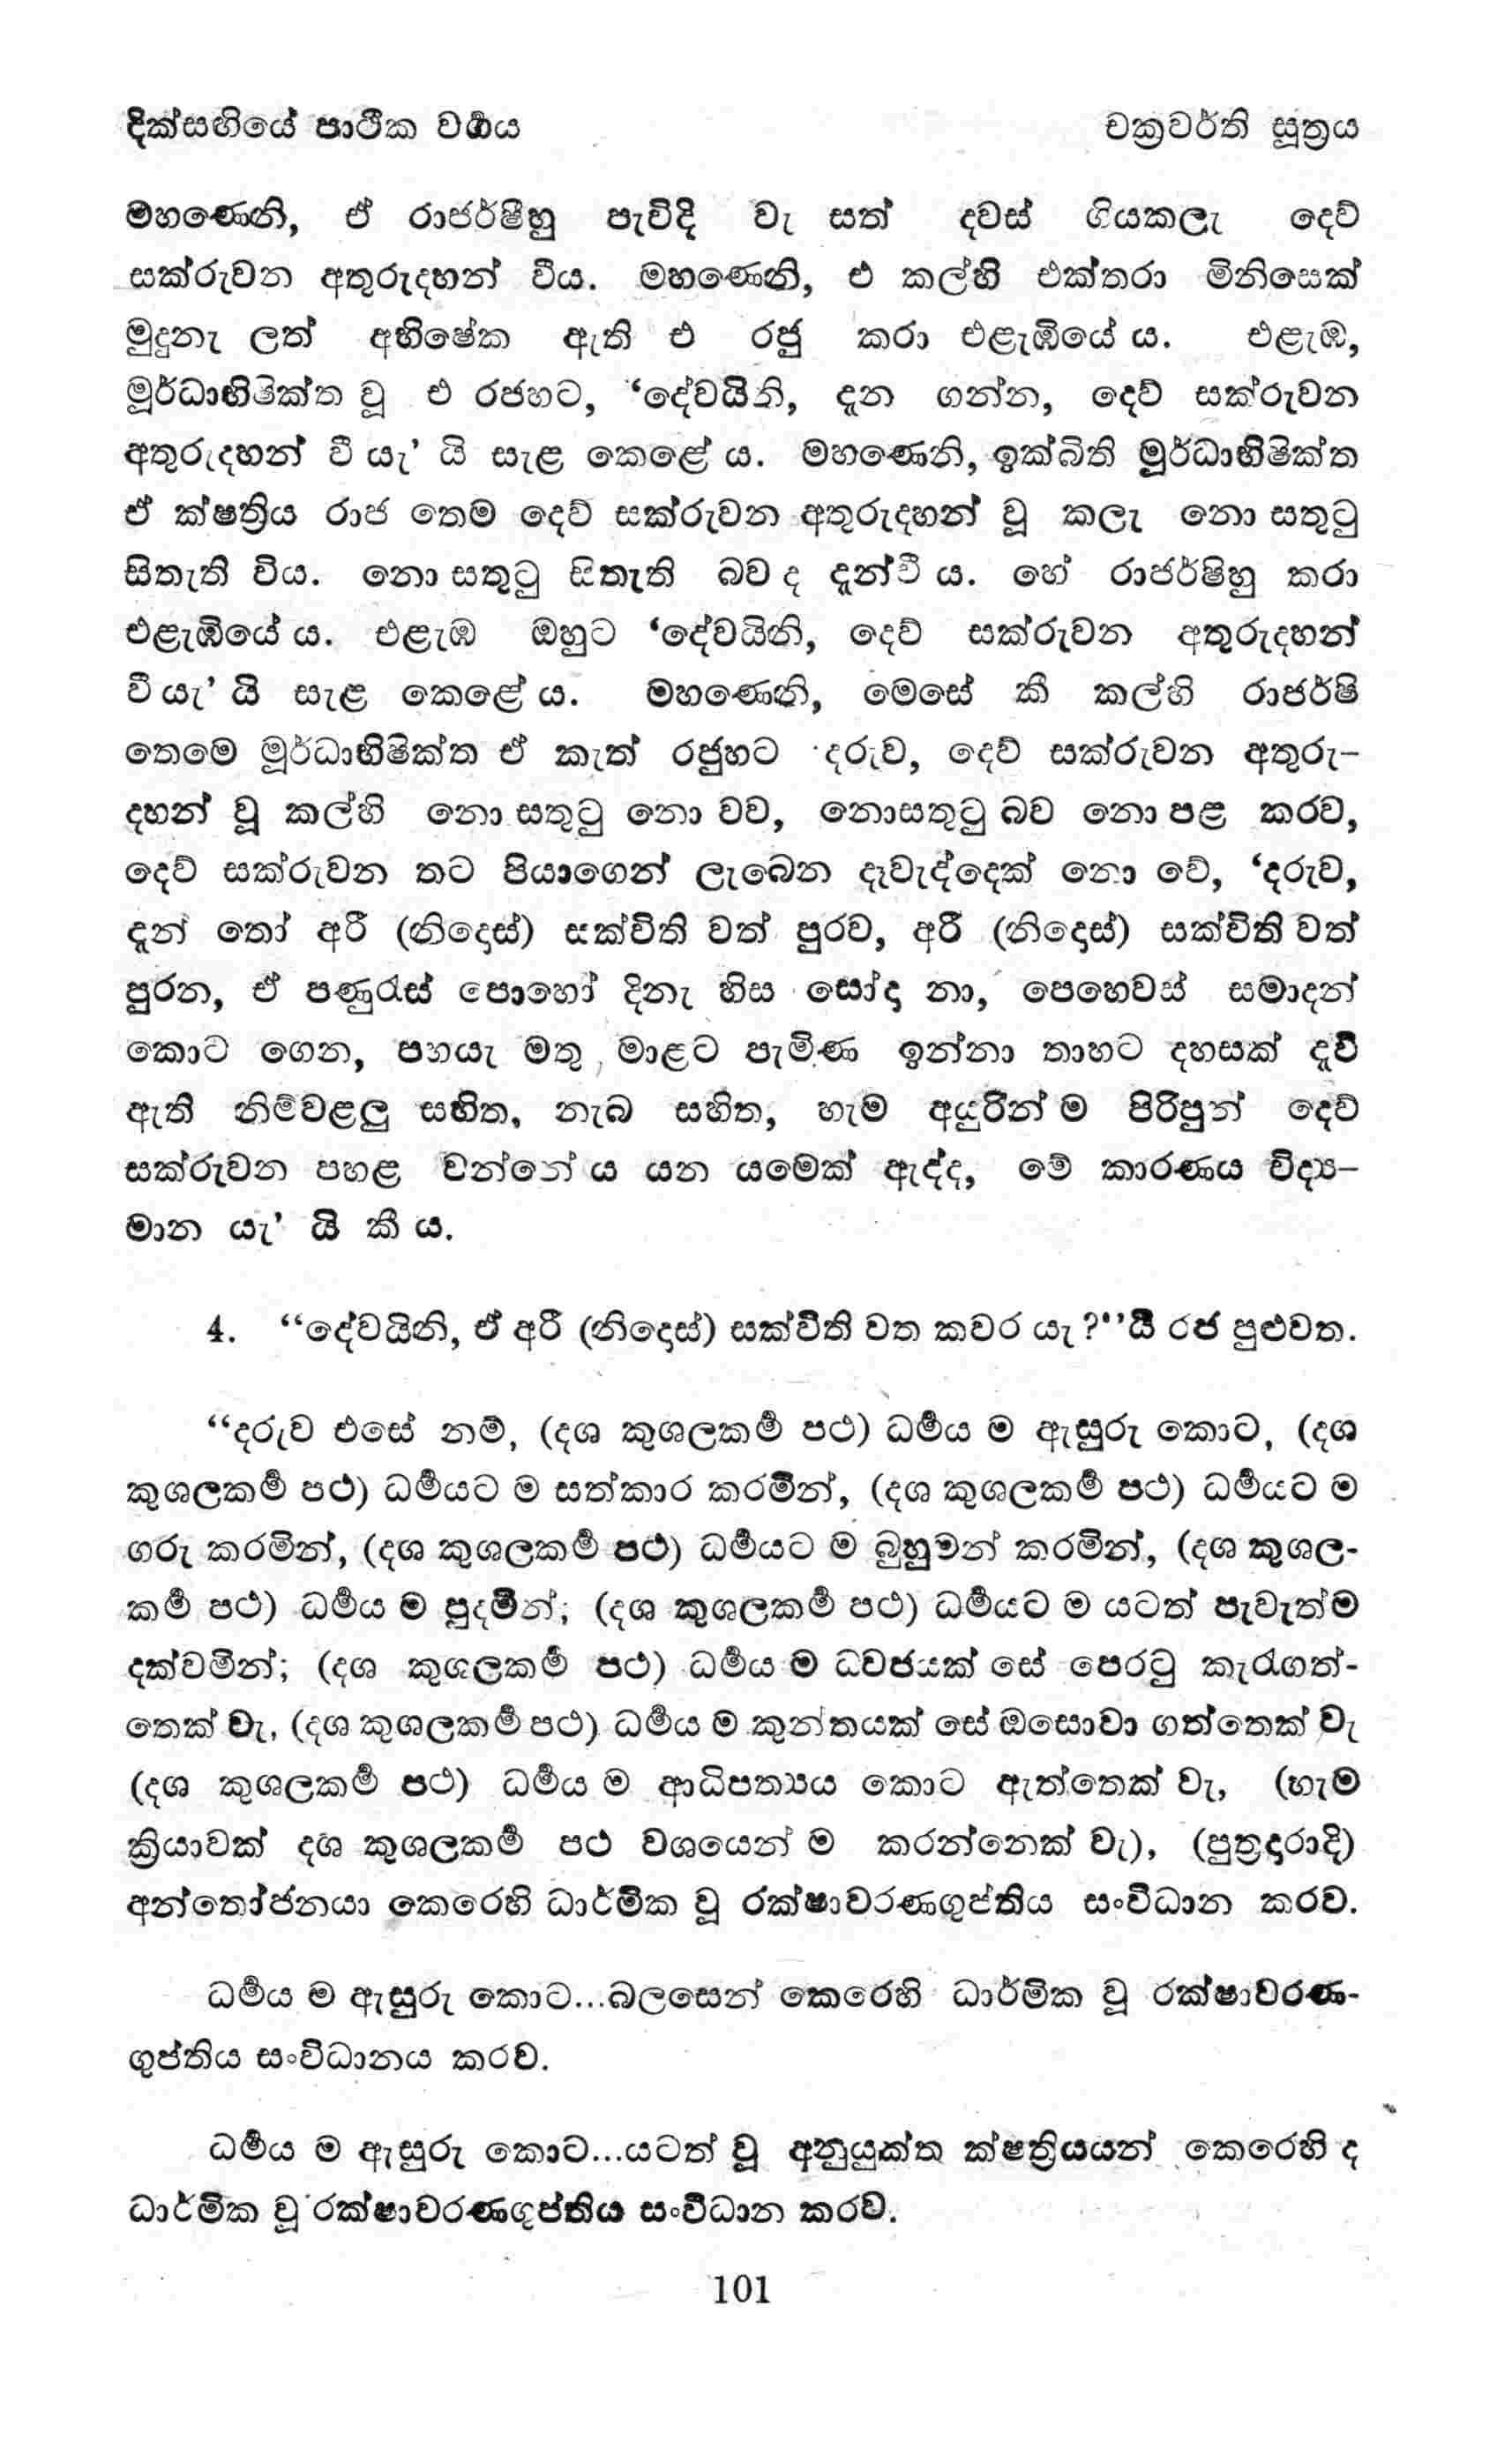 දික්සඟියේ පාථික වර්‍ගය
චක්‍රවර්ති සූත්‍රය
මහණෙනි, ඒ රාජර්ෂීහු පැවිදි වැ සත් දවස් ගියකලැ දෙව්
සක්රුවන අතුරුදහන් වීය. මහණෙනි, එ කල්හි එක්තරා මිනිසෙක්
මුදුනැ ලත් අභිෂේක ඇති එ රජු කරා එළැඹියේ ය. එළැඹ,
මූර්ධාභිෂික්ත වූ එ රජහට, ‘දේවයිනි, දැන ගන්න, දෙව් සක්රුවන
අතුරුදහන් වී යැ’ යි සැළ කෙළේ ය. මහණෙනි, ඉක්බිති මූර්ධාභිෂික්ත
ඒ ක්ෂත්‍රිය රාජ තෙම දෙව් සක්රුවන අතුරුදහන් වූ කලැ නො සතුටු
සිතැති විය. නො සතුටු සිතැති බව ද දැන්වී ය. හේ රාජර්ෂිහු කරා
එළැඹියේ ය. එළැඹ ඔහුට ‘දේවයිනි, දෙව් සක්රුවන අතුරුදහන්
වී යැ’ යි සැළ කෙළේ ය. මහණෙනි, මෙසේ කී කල්හි රාජර්ෂි
තෙමෙ මූර්ධාභිෂික්ත ඒ කැත් රජුහට දරුව, දෙව් සක්රුවන අතුරු–
දහන් වූ කල්හි නො සතුටු නො වව, නොසතුටු බව නො පළ කරව,
දෙව් සක්රුවන තට පියාගෙන් ලැබෙන දෑවැද්දෙක් නො වේ, ‘දරුව,
දැන් තෝ අරි (නිදොස්) සක්විති වත් පුරව, අරි (නිදොස්) සක්විති වත්
පුරන, ඒ පණුරැස් පොහෝ දිනැ හිස සෝදා නා, පෙහෙවස් සමාදන්
කොට ගෙන, පහයැ මතු මාළට පැමිණ ඉන්නා තාහට දහසක් දැවි
ඇති නිම්වළලු සහිත, නැබ සහිත, හැම අයුරින් ම පිරිපුන් දෙව්
සක්රුවන පහළ වන්නේ ය යන යමෙක් ඇද්ද, මේ කාරණය විද්‍ය–
මාන යැ’ යි කී ය.
4. “දේවයිනි, ඒ අරි (නිදොස්) සක්විති වත කවර යැ ?”යි රජ පුළුවත.
“දරුව එසේ නම්, (දශ කුශලකර්‍ම පථ) ධර්‍මය ම ඇසුරු කොට, (දශ
කුශලකර්‍ම පථ) ධර්‍මයට ම සත්කාර කරමින්, (දශ කුශලකර්‍ම පථ) ධර්‍මයට ම
ගරු කරමින්, (දශ කුශලකර්‍ම පථ) ධර්‍මයට ම බුහුමන් කරමින්, (දශ කුශල-
කර්‍ම පථ) ධර්‍මය ම පුදමින්; (දශ කුශලකර්‍ම පථ) ධර්‍මයට ම යටත් පැවැත්ම
දක්වමින්; (දශ කුශලකර්‍ම පථ) ධර්‍මය ම ධවජයක් සේ පෙරටු කැරැගත්-
තෙක් වැ, (දශ කුශලකර්‍ම පථ) ධර්‍මය ම කුන්තයක් සේ ඔසොවා ගත්තෙක් වැ
(දශ කුශලකර්‍ම පථ) ධර්‍මය ම ආධිපත්‍යය කොට ඇත්තෙක් වැ, (හැම
ක්‍රියාවක් දශ කුශලකර්‍ම පථ වශයෙන් ම කරන්නෙක් වැ), (පුත්‍රදාරාදි)
අන්තෝජනයා කෙරෙහි ධාර්මික වූ රක්ෂාවරණගුප්තිය සංවිධාන කරව.
ධර්‍මය ම ඇසුරු කොට...බලසෙන් කෙරෙහි ධාර්මික වූ රක්ෂාවරණ-
ගුප්තිය සංවිධානය කරව.
ධර්‍මය ම ඇසුරු කොට...යටත් වූ අනුයුක්ත ක්ෂත්‍රියයන් කෙරෙහි ද
ධාර්මික වූ රක්ෂාවරණගුප්තිය සංවිධාන කරව.
101